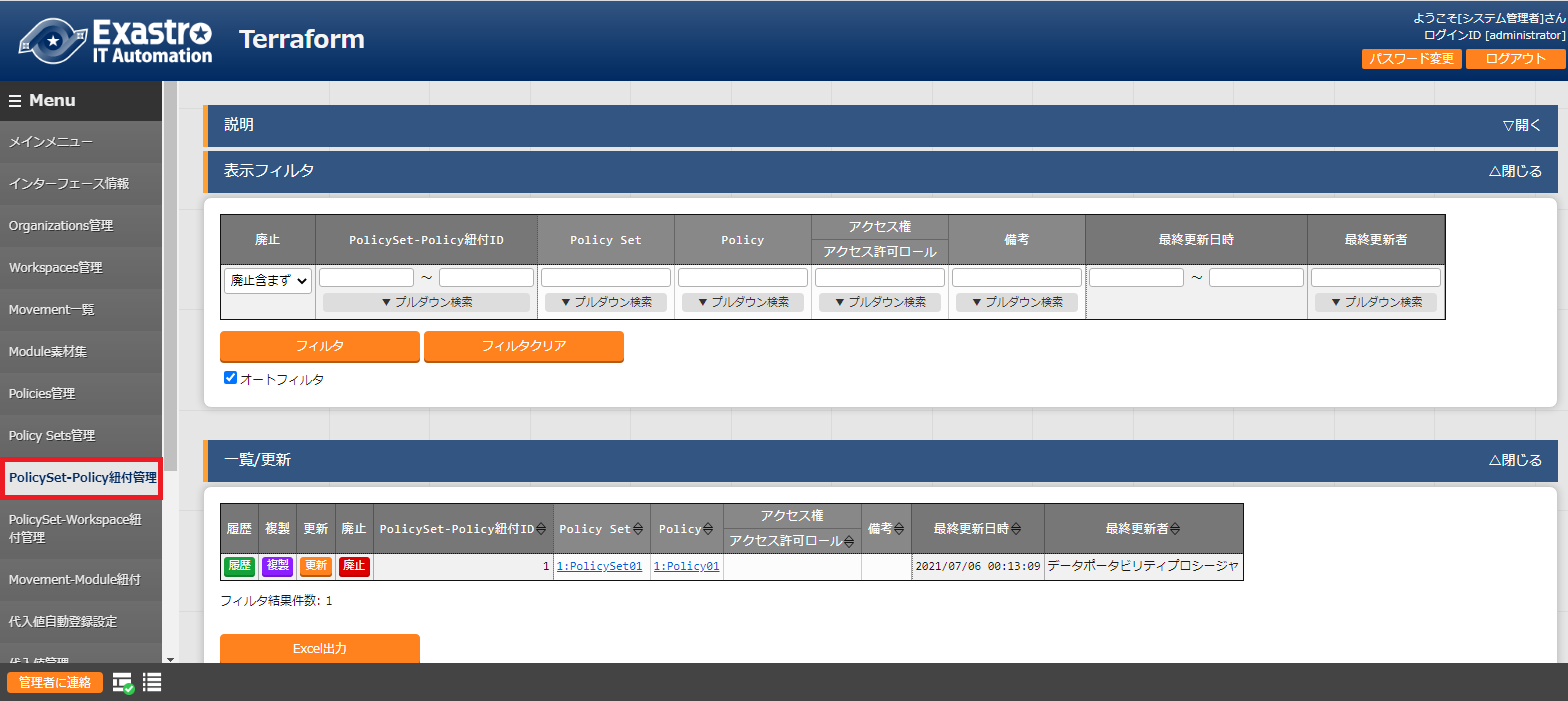 Exastro
IT Automation
Terraform
ようこそ[システム管理者]さん
ログインID [administrator]
パスワード変更 ログアウト
Menu
メインメニュー
インターフェース情報
Organizations管理
Workspaces管理
Movement一覧
Module素材集
Policies管理
Policy Sets管理
PolicySet-Policy紐付管理
PolicySet-Workspace紐
付管理
Movement-Module紐付
代入値自動登録設定
代入値管理
説明 ▽開く
表示フィルタ △閉じる
廃止 PolicySet-Policy紐付ID Policy Set Policy アクセス権 備考 最終更新日時 最終更新者
アクセス許可ロール
廃止含まず ～ ～
▼ プルダウン検索 ▼ プルダウン検索 ▼ プルダウン検索 ▼ プルダウン検索 ▼ プルダウン検索 ▼ プルダウン検索
フィルタ フィルタクリア
オートフィルタ
一覧/更新 △閉じる
履歴 複製 更新 廃止 PolicySet-Policy紐付ID Policy Set Policy アクセス権 備考 最終更新日時 最終更新者
アクセス許可ロール
履歴 複製 更新 廃止 1 1:PolicySet01 1:Policy01 2021/07/06 00:13:09 データポータビリティプロシージャ
フィルタ結果件数: 1
Excel出力
管理者に連絡